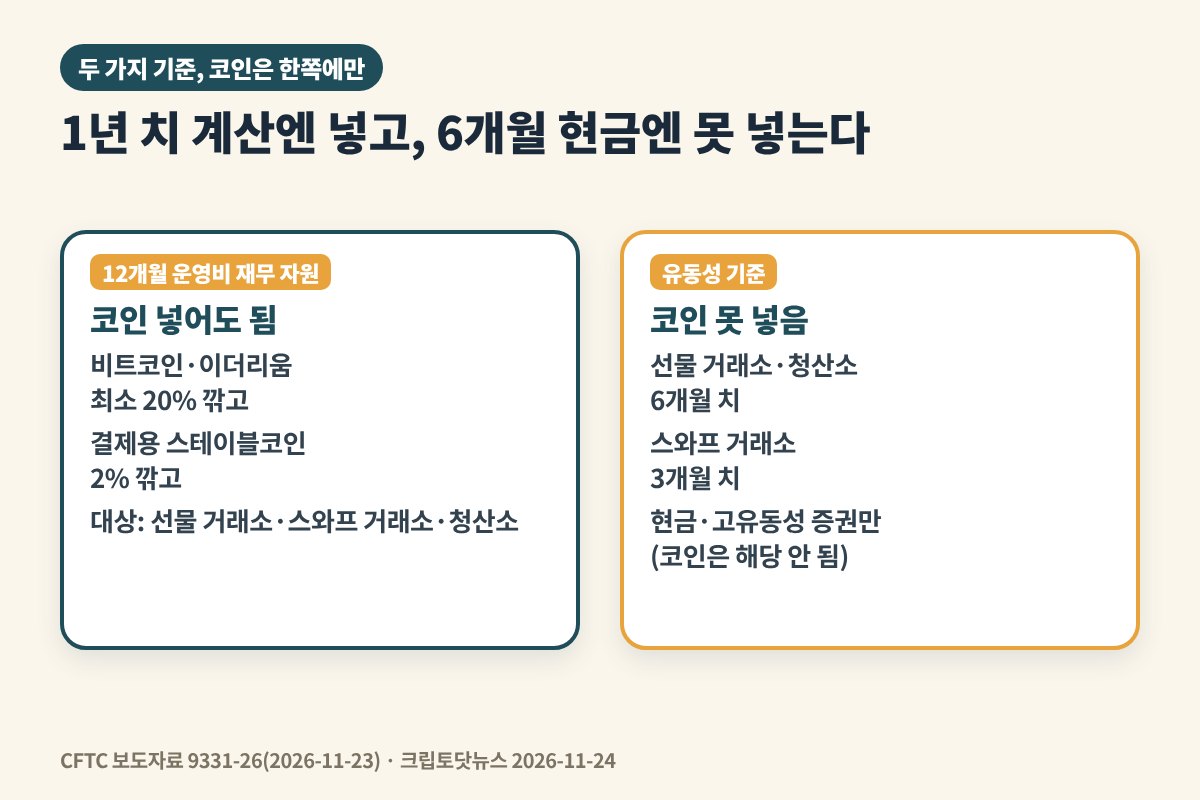 두 가지 기준, 코인은 한쪽에만
1년 치 계산엔 넣고, 6개월 현금엔 못 넣는다
12개월 운영비 재무 자원
코인 넣어도 됨
비트코인·이더리움
최소 20% 깎고
결제용 스테이블코인
2% 깎고
대상: 선물 거래소·스와프 거래소·청산소
유동성 기준
코인 못 넣음
선물 거래소·청산소
6개월 치
스와프 거래소
3개월 치
현금·고유동성 증권만
(코인은 해당 안 됨)
CFTC 보도자료 9331-26(2026-11-23) · 크립토닷뉴스 2026-11-24